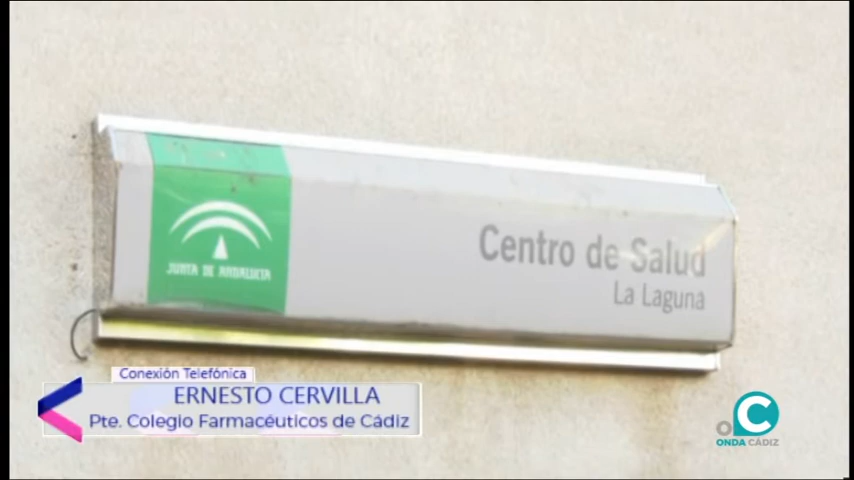 JUNTA DE ANDALUCIA
Centro de Salud
La Laguna
Conexión Telefónica
ERNESTO CERVILLA
Pte. Colegio Farmacéuticos de Cádiz
OC
ONDA CÁDIZ